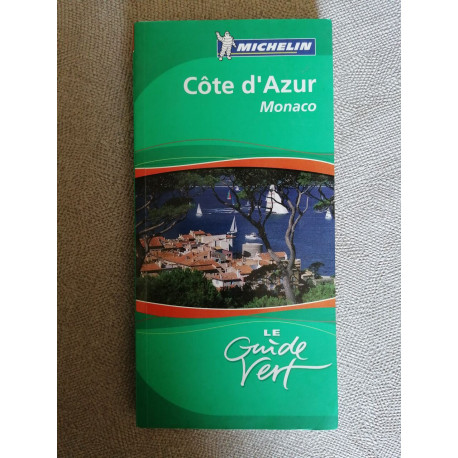 MICHELIN
Côte d'Azur
Monaco
LE
Guide
Vert